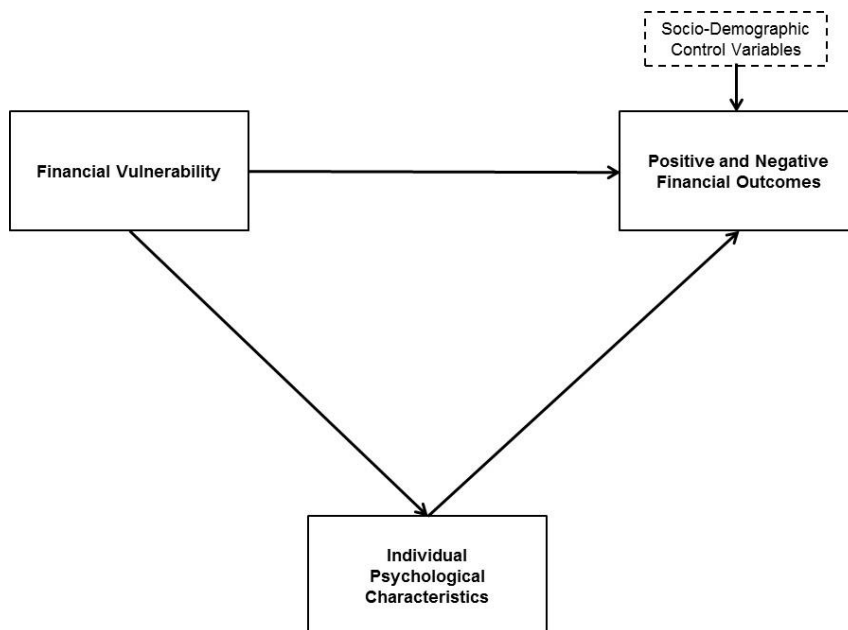 Socio-Demographic
Control Variables
Financial Vulnerability
Positive and Negative
Financial Outcomes
Individual
Psychological
Characteristics